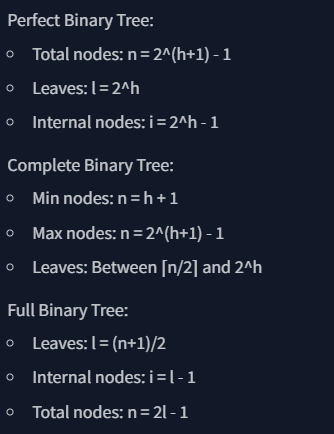 Perfect Binary Tree:
Total nodes: n = 2^(h+1) - 1
Leaves: l = 2^h
Internal nodes: i = 2^h - 1
Complete Binary Tree:
Min nodes: n = h + 1
Max nodes: n = 2^(h+1) - 1
Leaves: Between ⌈n/2⌉ and 2^h
Full Binary Tree:
Leaves: l = (n+1)/2
Internal nodes: i = l - 1
Total nodes: n = 2l - 1